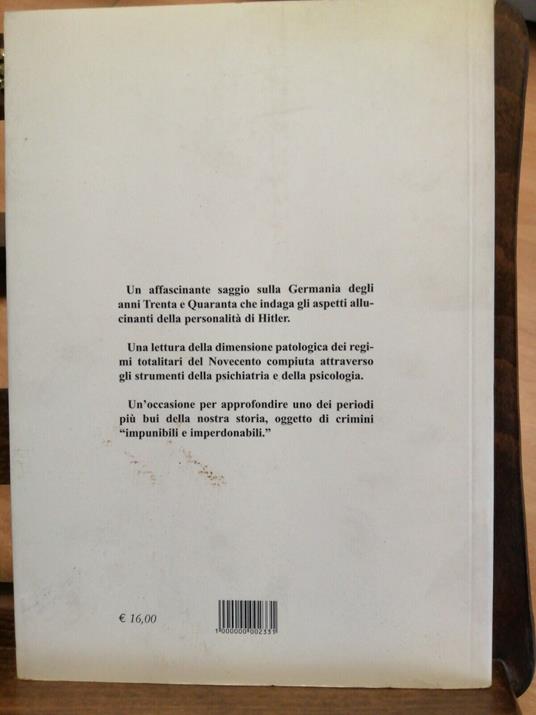 Un affascinante saggio sulla Germania degli
anni Trenta e Quaranta che indaga gli aspetti allu-
cinanti della personalità di Hitler.
Una lettura della dimensione patologica dei regi-
mi totalitari del Novecento compiuta attraverso
gli strumenti della psichiatria e della psicologia.
Un'occasione per approfondire uno dei periodi
più bui della nostra storia, oggetto di crimini
“impunibili e imperdonabili.”
€ 16,00
1 000000 002331